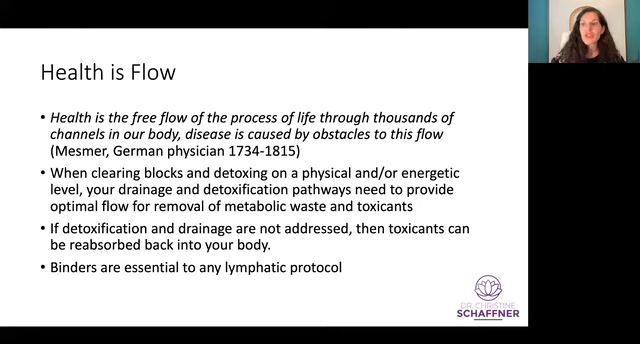 Health is Flow
• Health is the free flow of the process of life through thousands of
channels in our body, disease is caused by obstacles to this flow
(Mesmer, German physician 1734-1815)
• When clearing blocks and detoxing on a physical and/or energetic
level, your drainage and detoxification pathways need to provide
optimal flow for removal of metabolic waste and toxicants
• If detoxification and drainage are not addressed, then toxicants can
be reabsorbed back into your body.
• Binders are essential to any lymphatic protocol
DR. CHRISTINE
SCHAFFNER